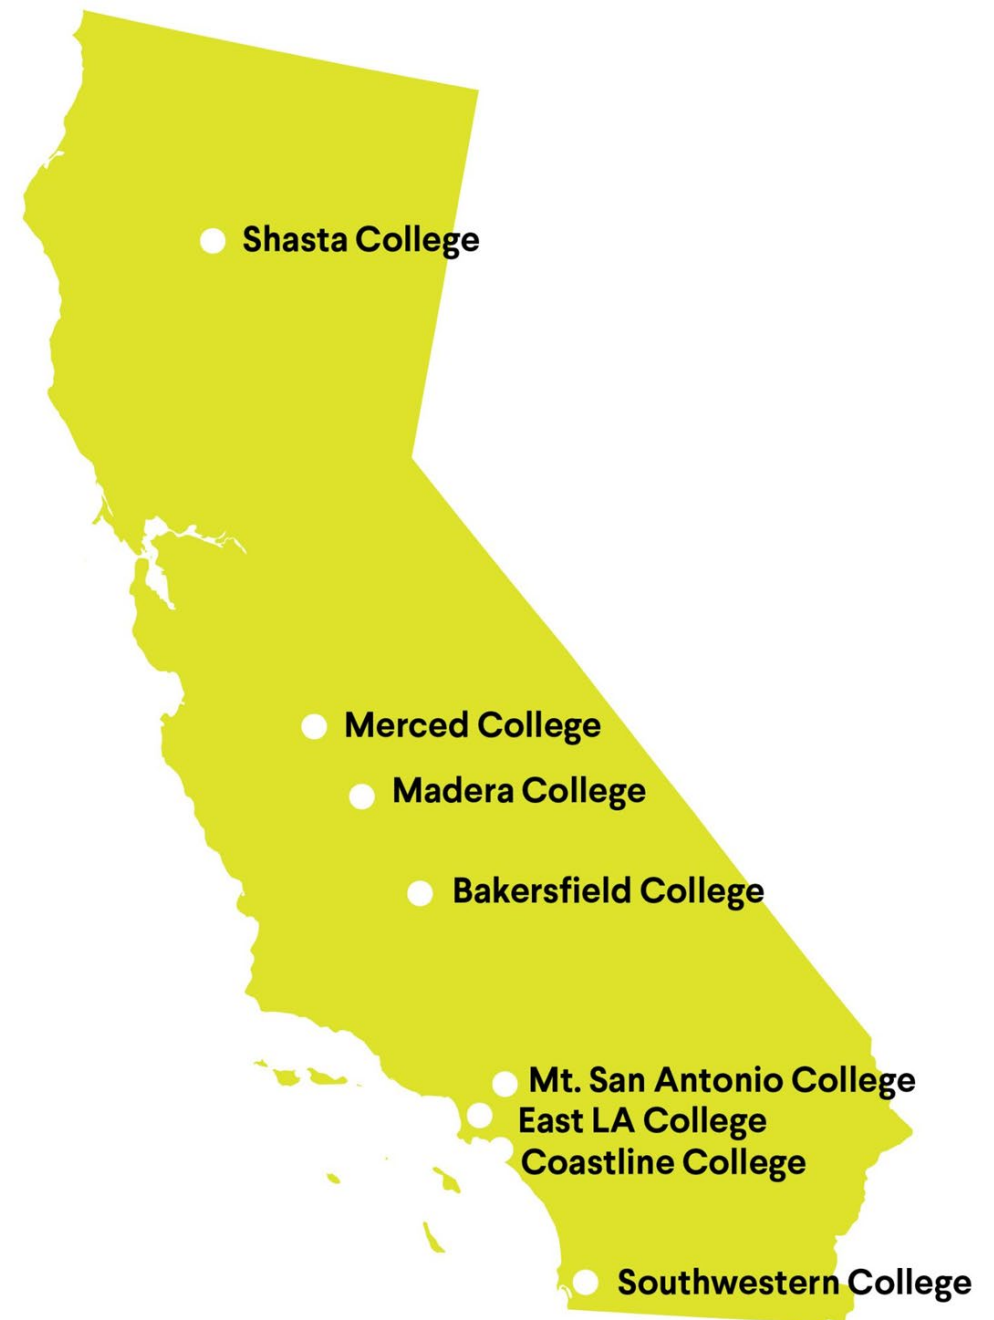 Shasta College
Merced College
Madera College
Bakersfield College
Mt. San Antonio College
East LA College
Coastline College
Southwestern College